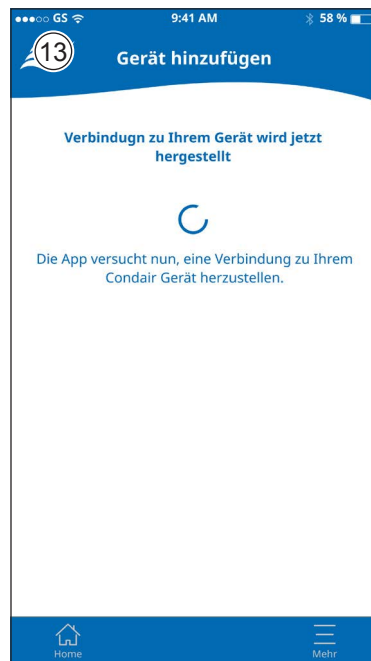 GS 9:41 AM 58 %
13
Gerät hinzufügen
Verbindugn zu Ihrem Gerät wird jetzt
hergestellt
Die App versucht nun, eine Verbindung zu Ihrem
Condair Gerät herzustellen.
Home Mehr